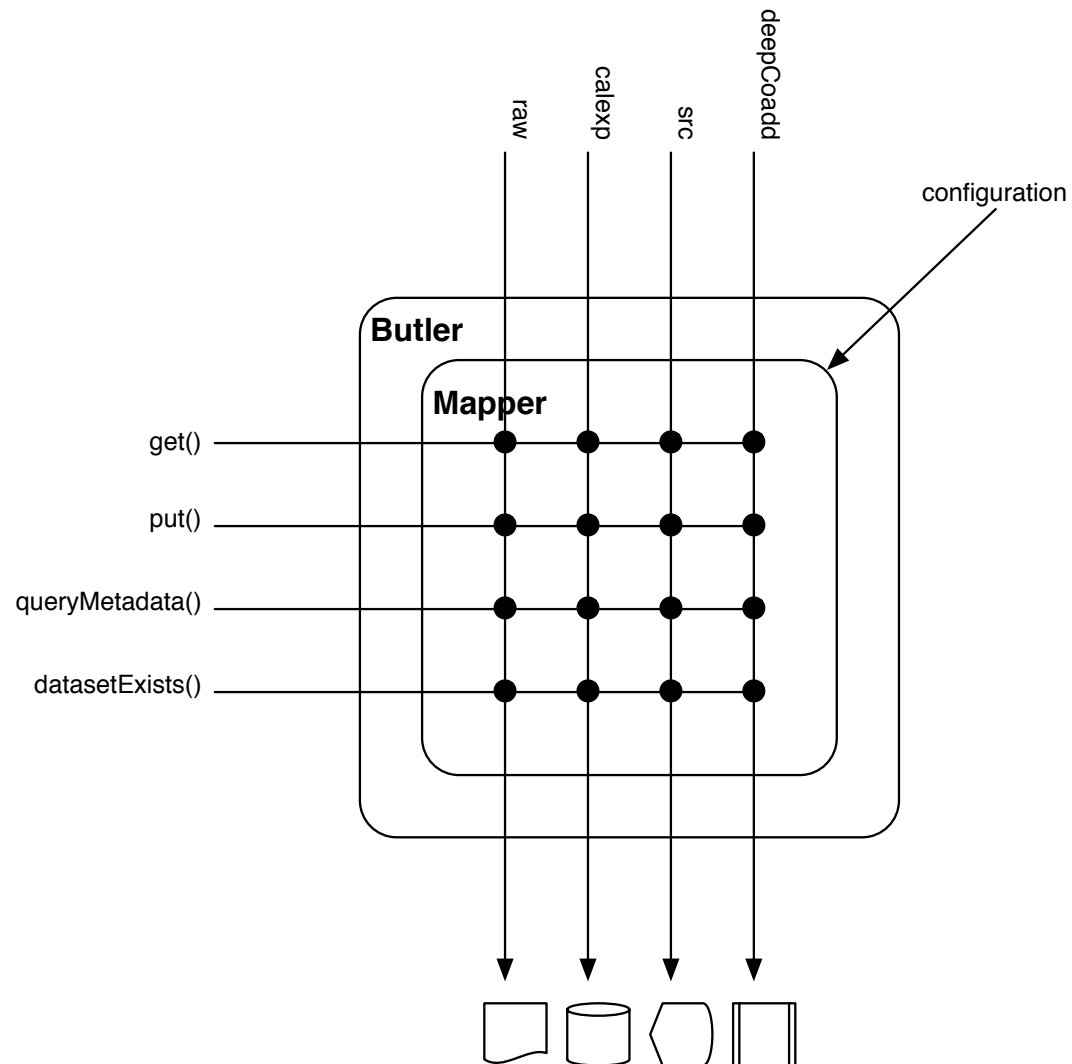 raw
calexp
src
deepCoadd
configuration
Butler
Mapper
get()
put()
queryMetadata()
datasetExists()